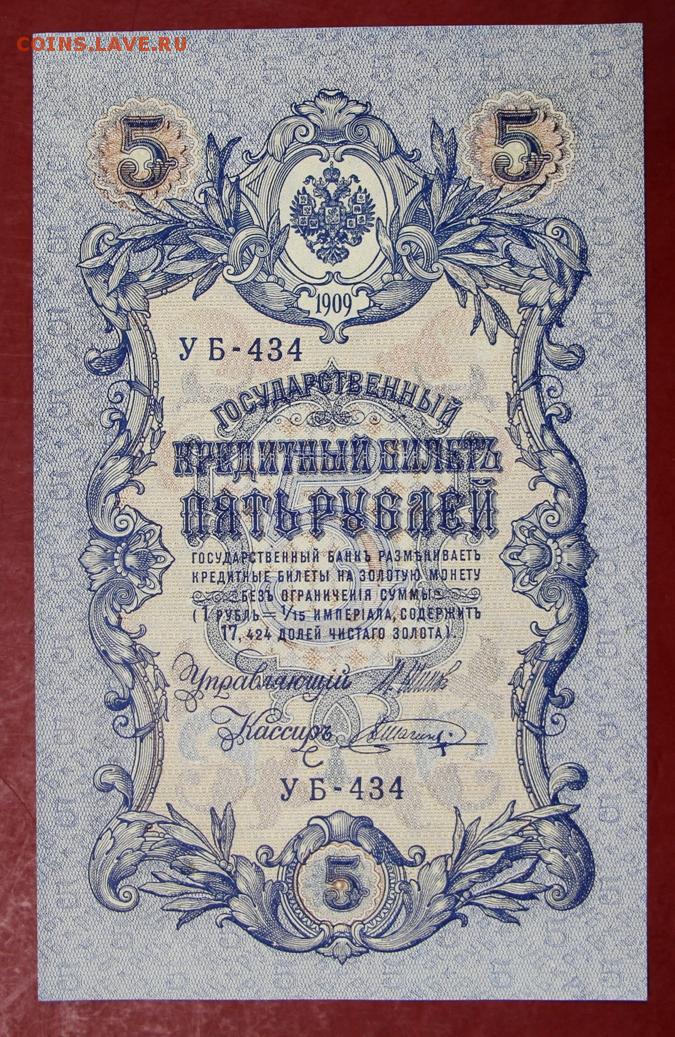 COINS.LAVE.RU
5 5
1909
УБ-434
ГОСУДАРСТВЕННЫЙ
КРЕДИТНЫЙ БИЛЕТЪ
ПЯТЬ РУБЛЕЙ
ГОСУДАРСТВЕННЫЙ БАНКЪ РАЗМѢНИВАЕТЪ
КРЕДИТНЫЕ БИЛЕТЫ НА ЗОЛОТУЮ МОНЕТУ
БЕЗЪ ОГРАНИЧЕНІЯ СУММЫ
(1 РУБЛЬ = 1/15 ИМПЕРІАЛА, СОДЕРЖИТЪ
17,424 ДОЛЕЙ ЧИСТАГО ЗОЛОТА).
Управляющій
Кассиръ
УБ-434
5